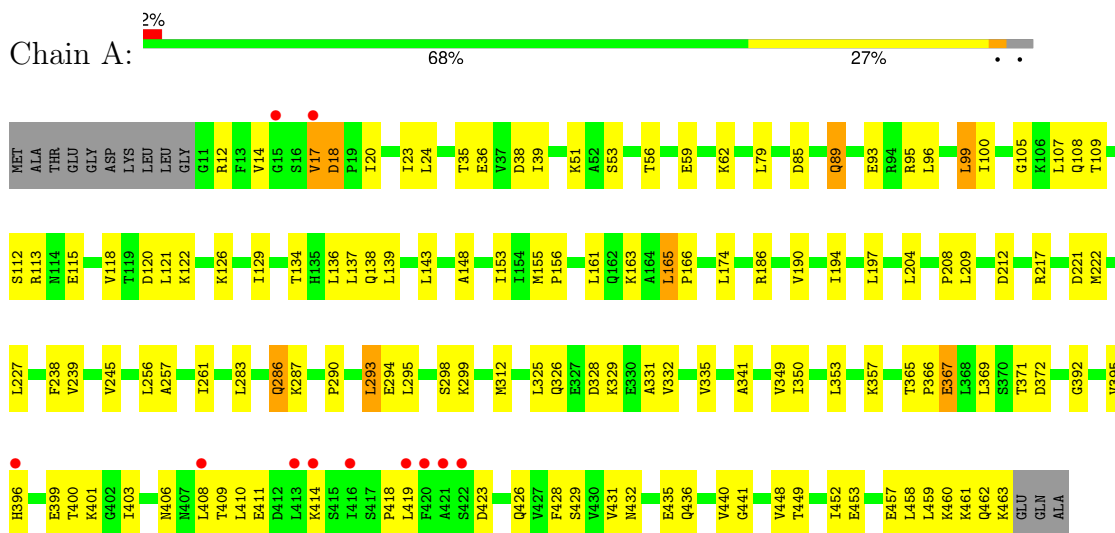 2%
Chain A:
68% 27% • •
MET ALA THR GLU GLY ASP LYS LEU LEU GLY G11 R12 F13 V14 G15 S16 V17 D18 P19 I20 I23 L24 T35 E36 V37 D38 I39 K51 A52 S53 T56 E59 K62 L79 D85 Q89 E93 R94 R95 L96 L99 I100 G105 K106 L107 Q108 T109
S112 R113 N114 E115 V118 T119 D120 L121 K122 K126 I129 T134 H135 L136 L137 Q138 L139 L143 A148 I153 I154 M155 P156 L161 Q162 K163 A164 L165 P166 L174 R186 V190 I194 L197 L204 P208 L209 D212 R217 D221 M222
L227 F238 V239 V245 L256 A257 I261 L283 Q286 K287 P290 L293 E294 L295 S298 K299 M312 L325 Q326 E327 D328 K329 E330 A331 V332 V335 A341 V349 I350 L353 K357 T365 P366 E367 L368 L369 S370 T371 D372 G392
H396 E399 T400 K401 G402 I403 N406 N407 L408 T409 L410 E411 D412 L413 K414 S415 I416 S417 A418 L419 F420 A421 S422 D423 Q426 V427 F428 S429 V430 V431 N432 E435 Q436 V440 G441 V448 T449 I452 E453 E457 L458 L459 K460 K461 Q462 K463 GLU GLN ALA